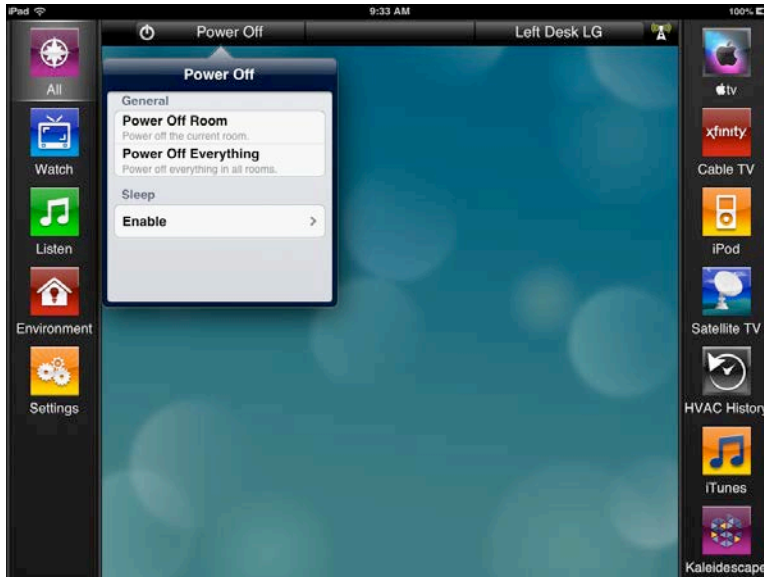 iPad 9:33 AM 100%
Power Off Left Desk LG
All
Watch
Listen
Environment
Settings
Power Off
General
Power Off Room
Power off the current room.
Power Off Everything
Power off everything in all rooms.
Sleep
Enable
tv
xfinity
Cable TV
iPod
Satellite TV
HVAC History
iTunes
Kaleidescape